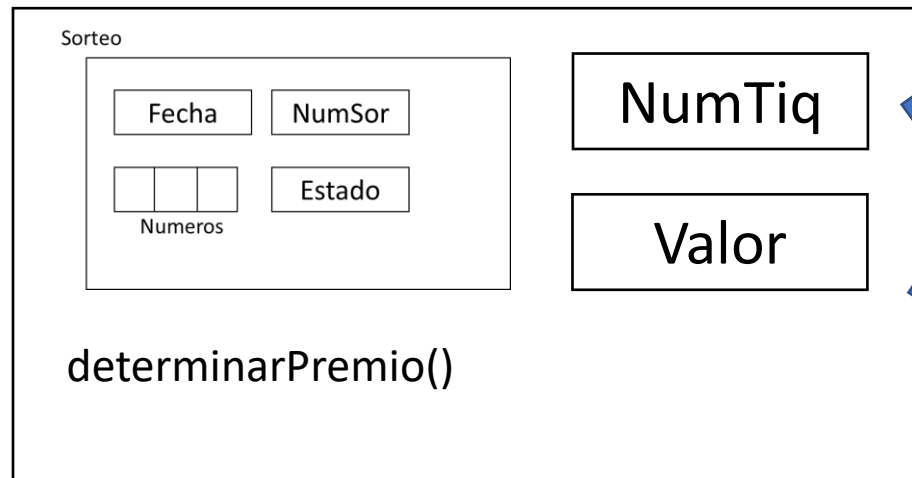 Sorteo
Fecha
NumSor
Numeros
Estado
NumTiq
Valor
determinarPremio()